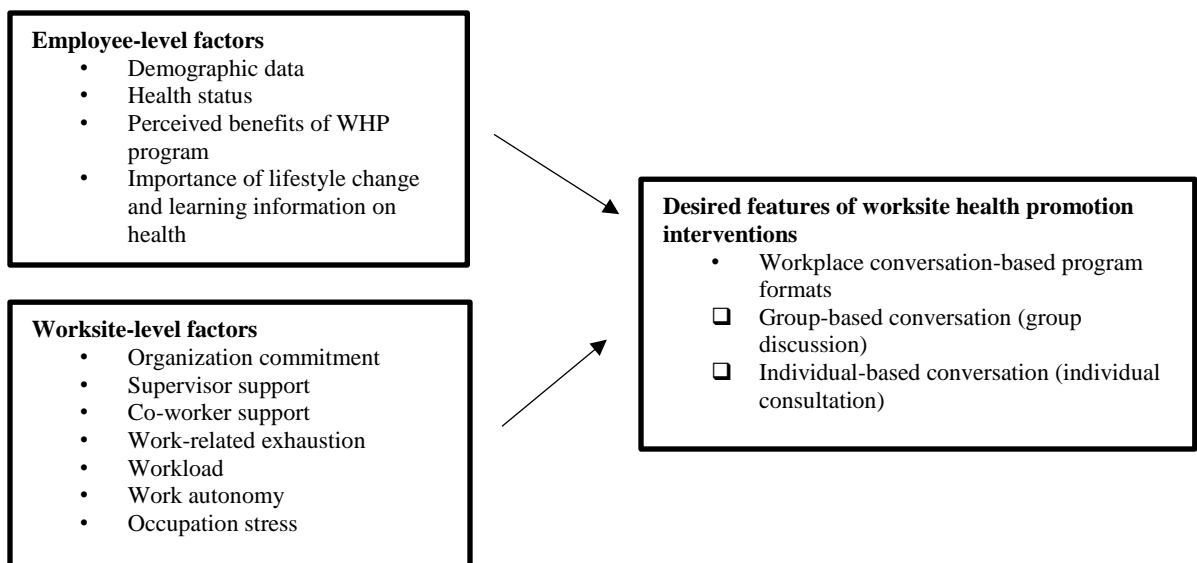 Employee-level factors
• Demographic data
• Health status
• Perceived benefits of WHP
program
• Importance of lifestyle change
and learning information on
health
Worksite-level factors
• Organization commitment
• Supervisor support
• Co-worker support
• Work-related exhaustion
• Workload
• Work autonomy
• Occupation stress
Desired features of worksite health promotion
interventions
• Workplace conversation-based program
formats
❑ Group-based conversation (group
discussion)
❑ Individual-based conversation (individual
consultation)